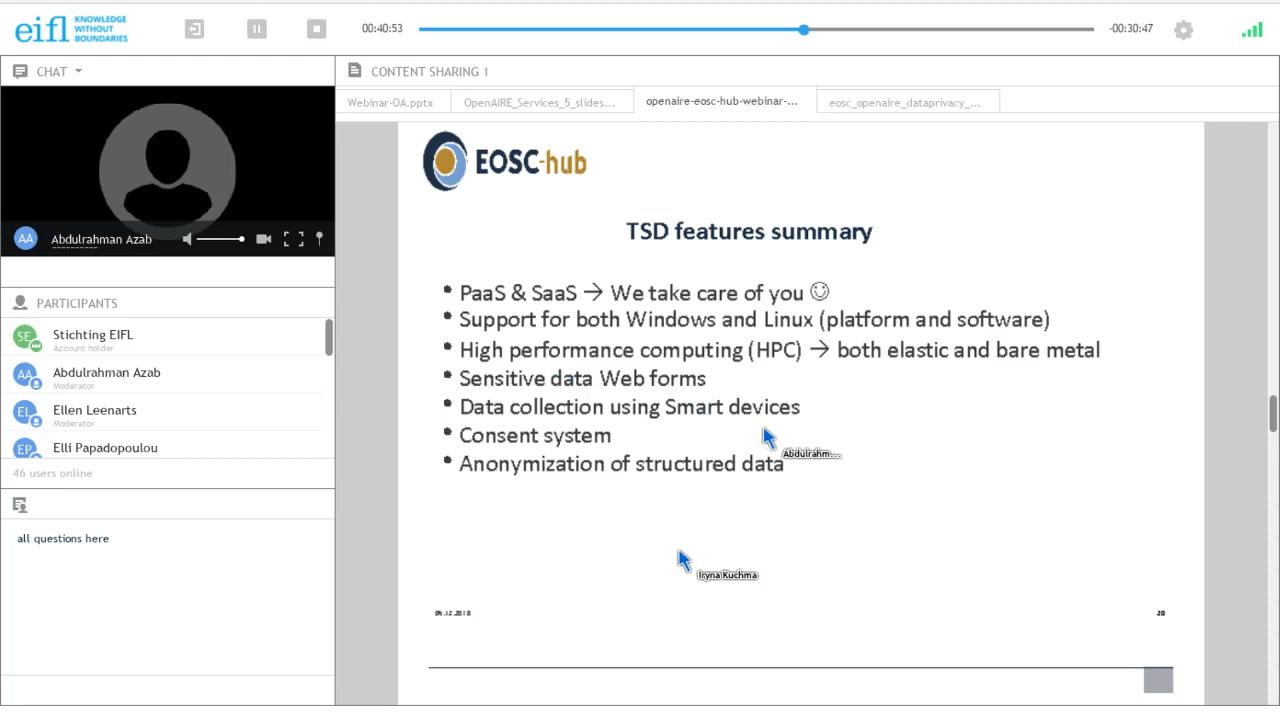 eifl KNOWLEDGE
WITHOUT
BOUNDARIES
00:40:53
-00:30:47
CHAT
AA Abdulrahman Azab
PARTICIPANTS
SE Stichting EIFL
Account holder
AA Abdulrahman Azab
Moderator
EL Ellen Leenarts
Moderator
EP Elli Papadopoulou
46 users online
all questions here
CONTENT SHARING 1
Webinar-OA.pptx OpenAIRE_Services_5_slides... openaire-eosc-hub-webinar-... eosc_openaire_dataprivacy_...
EOSC-hub
TSD features summary
• PaaS & SaaS → We take care of you ☺
• Support for both Windows and Linux (platform and software)
• High performance computing (HPC) → both elastic and bare metal
• Sensitive data Web forms
• Data collection using Smart devices
• Consent system
Abdulrahm...
• Anonymization of structured data
Iryna Kuchma
20